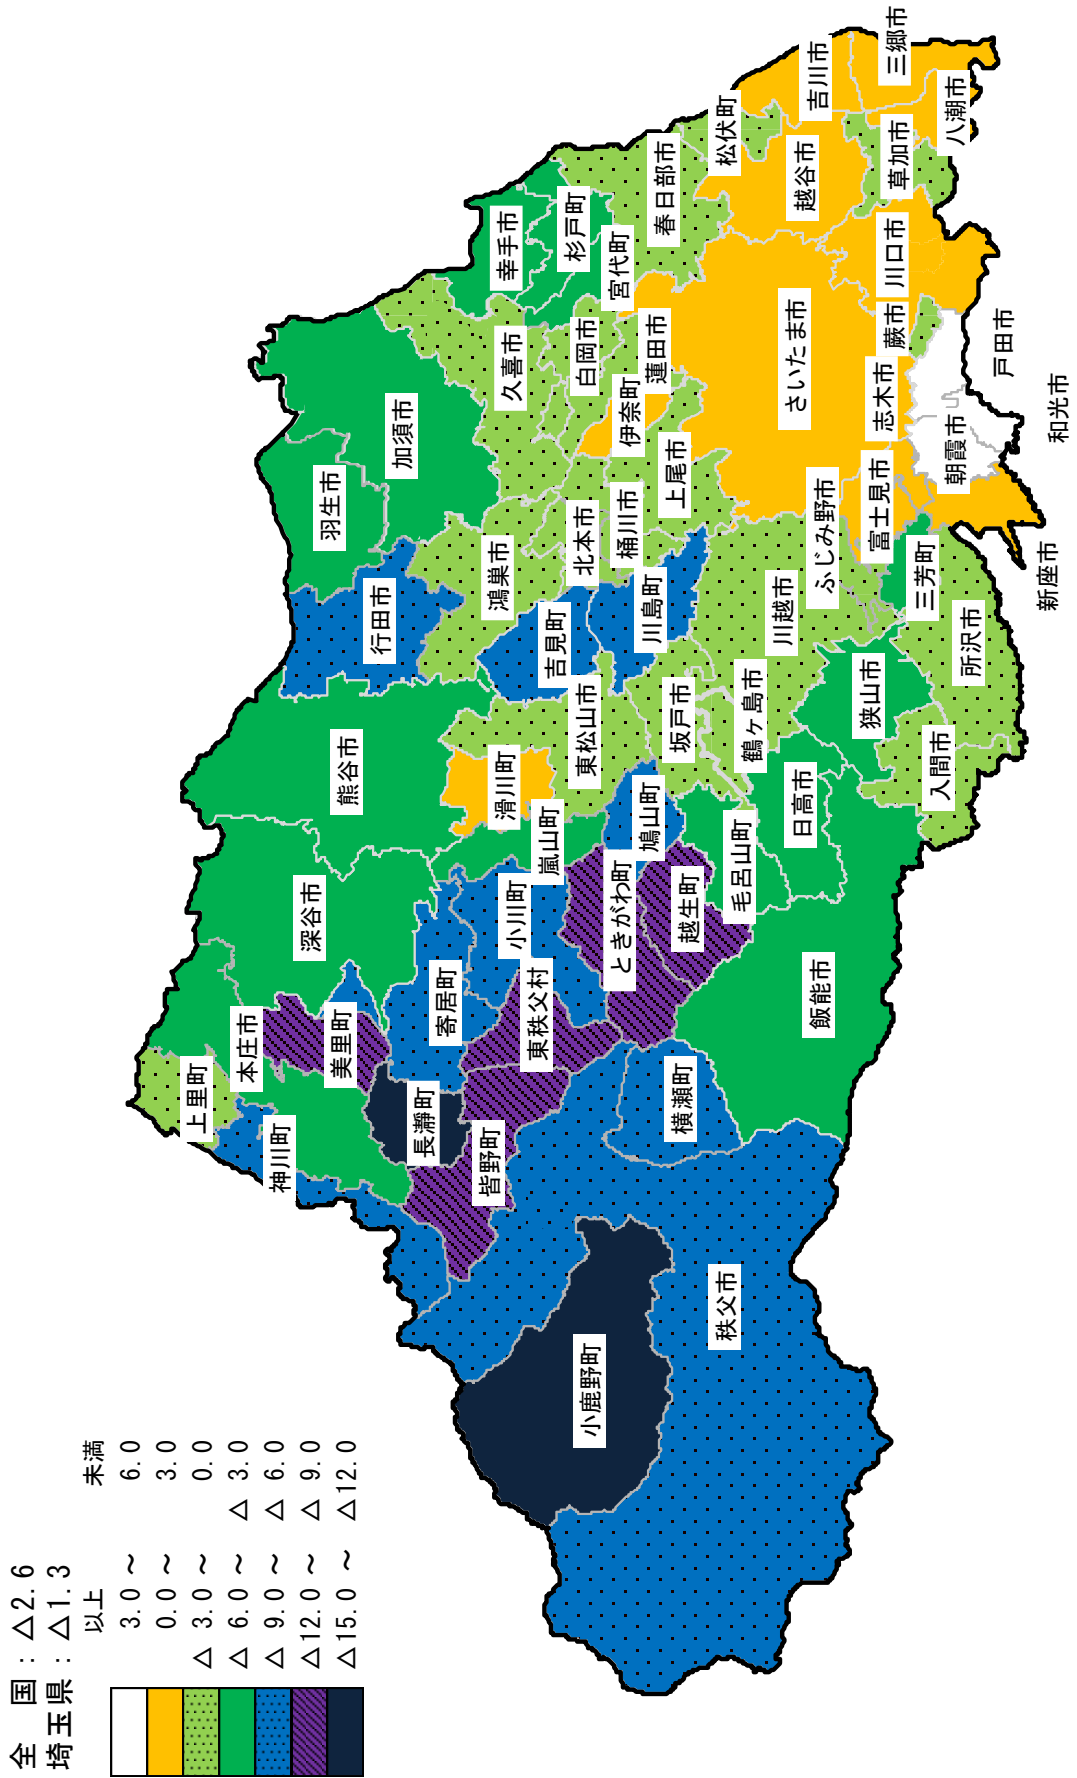 全　国：△2.6
埼玉県：△1.3
以上　未満
3.0 ～ 6.0
0.0 ～ 3.0
△ 3.0 ～ 0.0
△ 6.0 ～ △ 3.0
△ 9.0 ～ △ 6.0
△12.0 ～ △ 9.0
△15.0 ～ △12.0
上里町
本庄市
神川町
美里町
深谷市
熊谷市
行田市
羽生市
加須市
長瀞町
皆野町
寄居町
小川町
東秩父村
嵐山町
滑川町
鴻巣市
久喜市
幸手市
杉戸町
宮代町
白岡市
蓮田市
伊奈町
北本市
桶川市
上尾市
吉見町
川島町
東松山市
ときがわ町
鳩山町
越生町
毛呂山町
坂戸市
鶴ヶ島市
川越市
春日部市
松伏町
小鹿野町
秩父市
横瀬町
飯能市
日高市
狭山市
入間市
所沢市
三芳町
ふじみ野市
富士見市
志木市
さいたま市
越谷市
吉川市
三郷市
八潮市
草加市
川口市
蕨市
戸田市
朝霞市
和光市
新座市